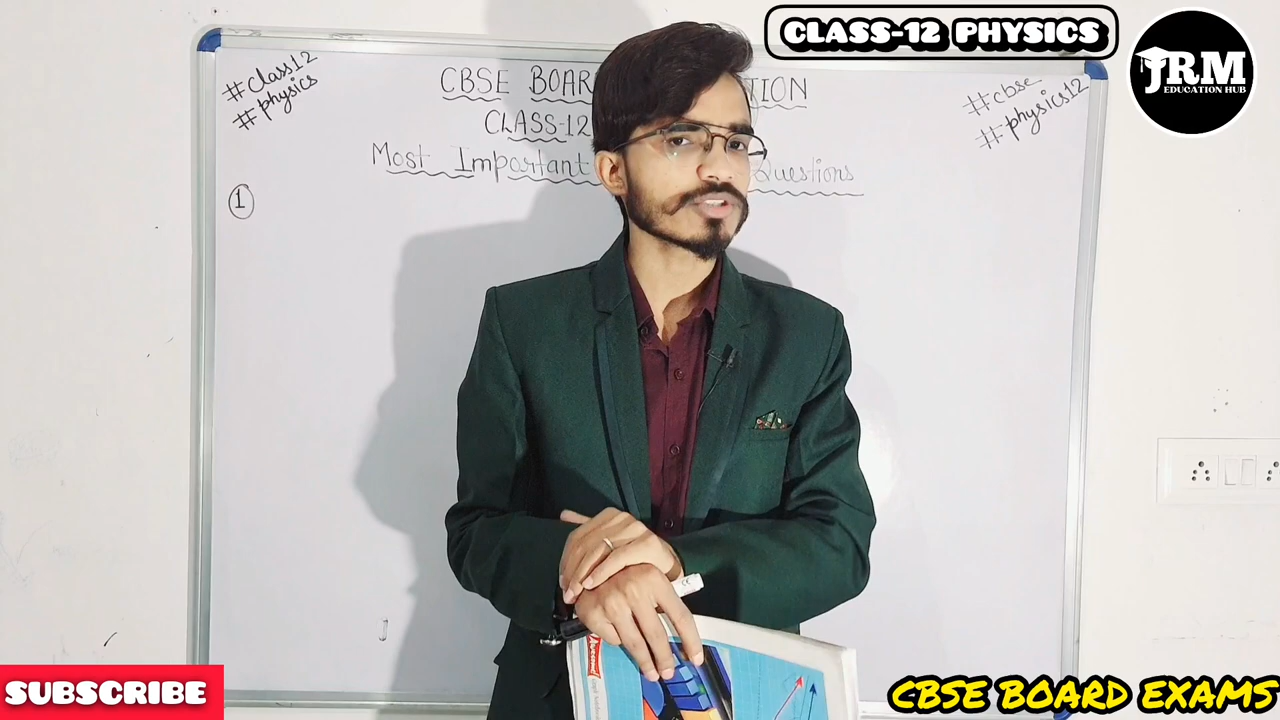 CLASS-12 PHYSICS
JRM
EDUCATION HUB
#Class12
#physics
CBSE BOAR TION
CLASS-12
Most Important Questions
#cbse
#physics12
1
SUBSCRIBE
CBSE BOARD EXAMS